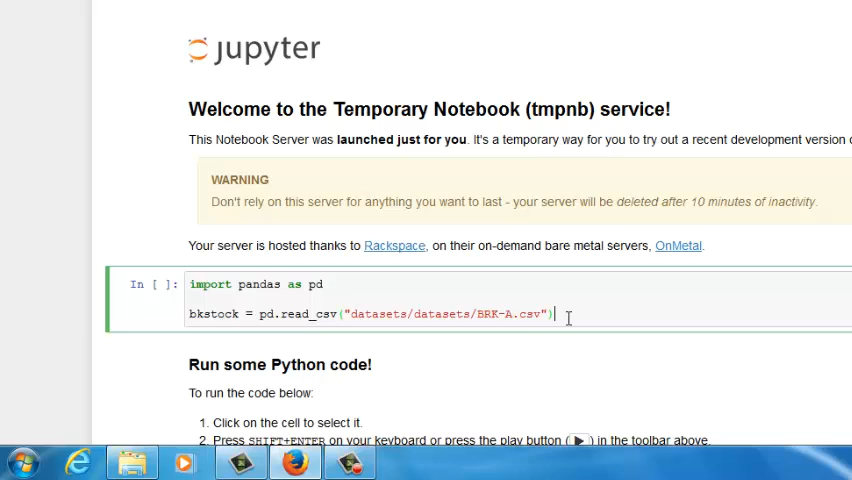 jupyter
Welcome to the Temporary Notebook (tmpnb) service!
This Notebook Server was launched just for you. It's a temporary way for you to try out a recent development version o
WARNING
Don't rely on this server for anything you want to last - your server will be deleted after 10 minutes of inactivity.
Your server is hosted thanks to Rackspace, on their on-demand bare metal servers, OnMetal.
In [ ]: import pandas as pd
bkstock = pd.read_csv("datasets/datasets/BRK-A.csv")
Run some Python code!
To run the code below:
1. Click on the cell to select it.
2. Press SHIFT+ENTER on your keyboard or press the play button (▶) in the toolbar above.